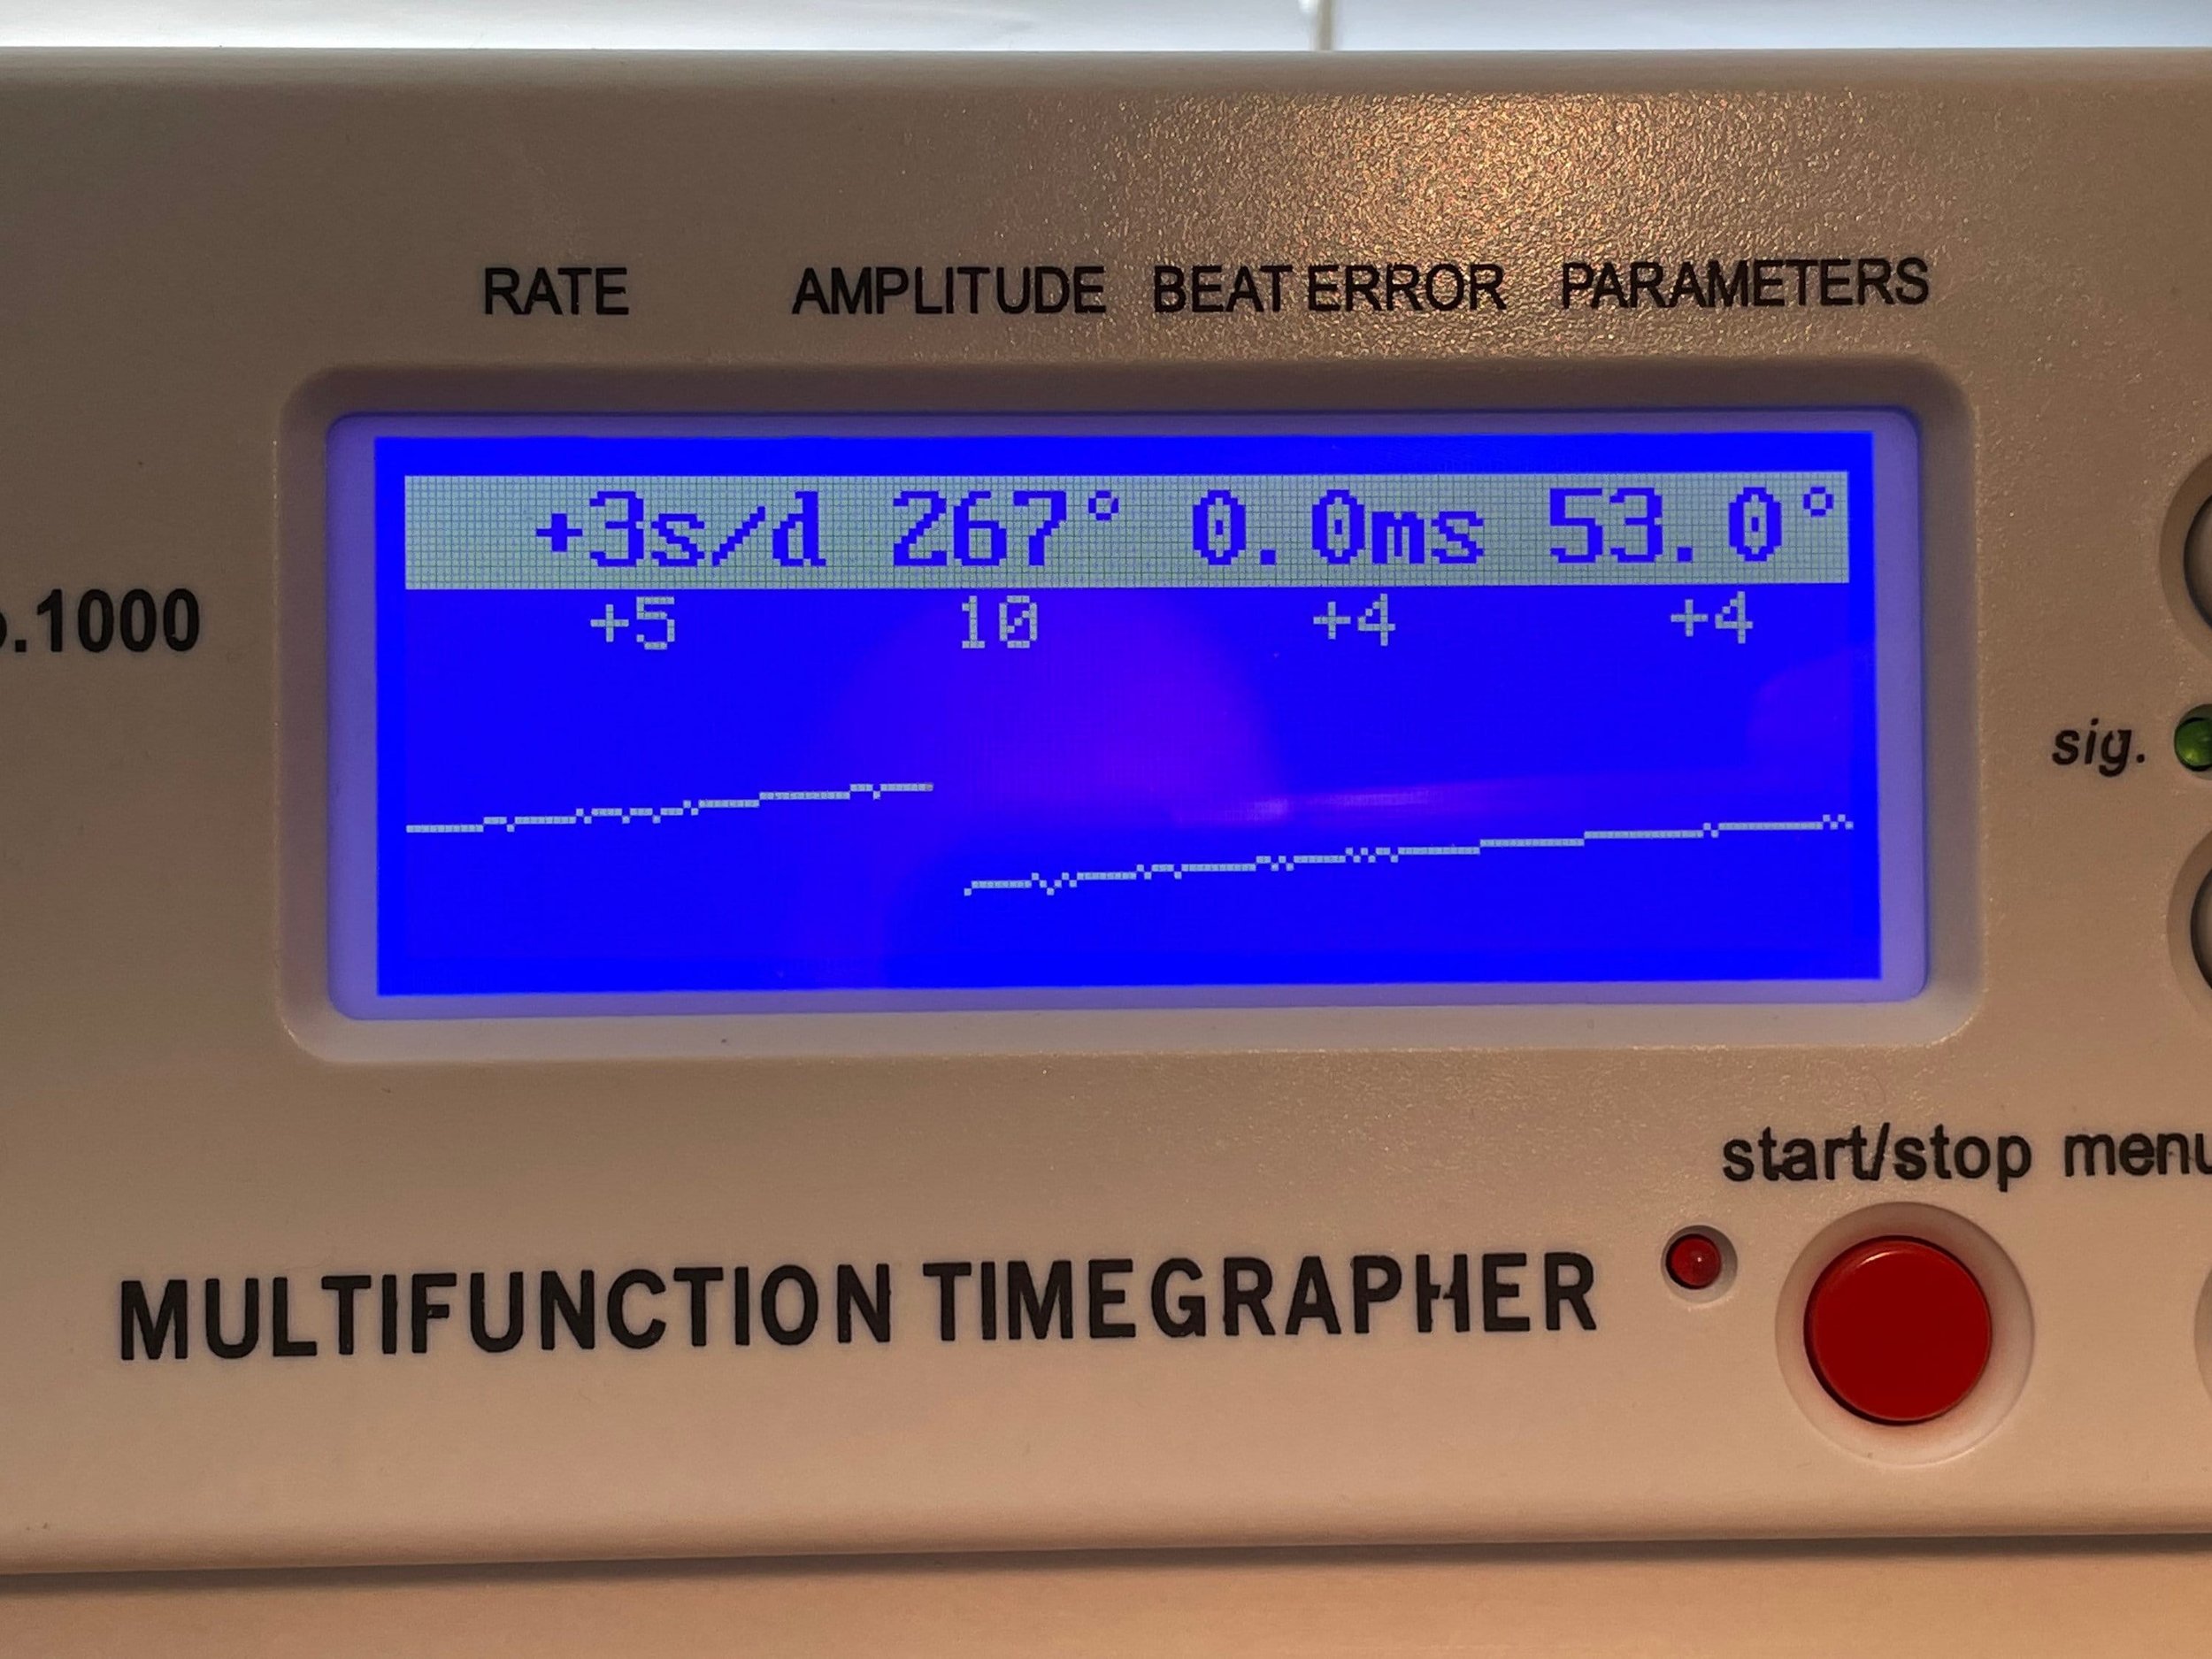 RATE AMPLITUDE BEAT ERROR PARAMETERS
+3s/d 267° 0.0ms 53.0°
+5 10 +4 +4
.1000
sig.
start/stop menu
MULTIFUNCTION TIMEGRAPHER